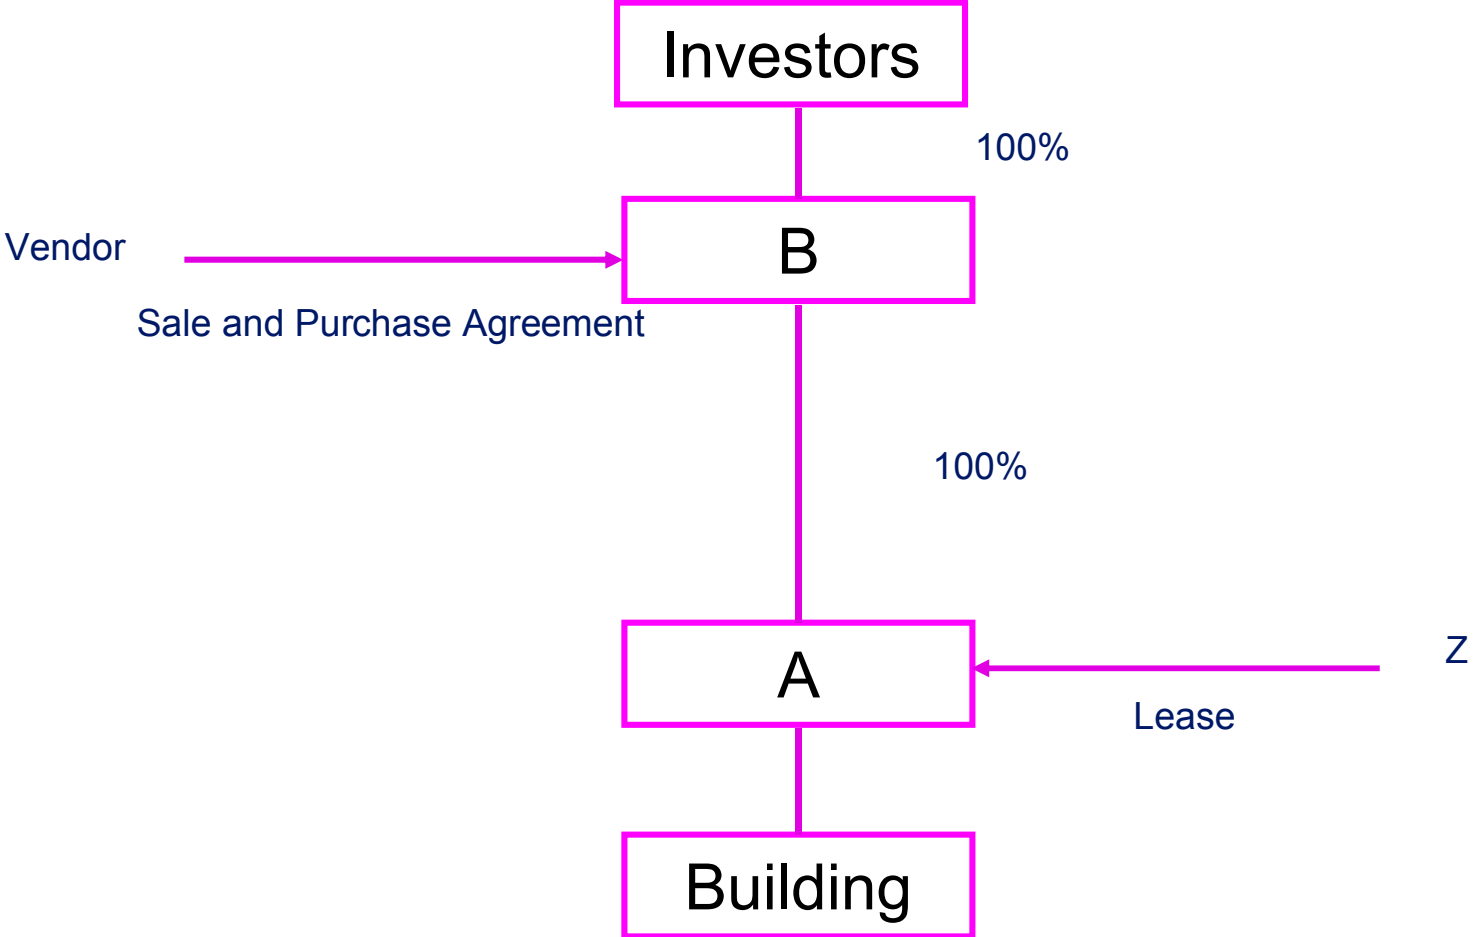 Investors
100%
Vendor
B
Sale and Purchase Agreement
100%
A
Z
Lease
Building